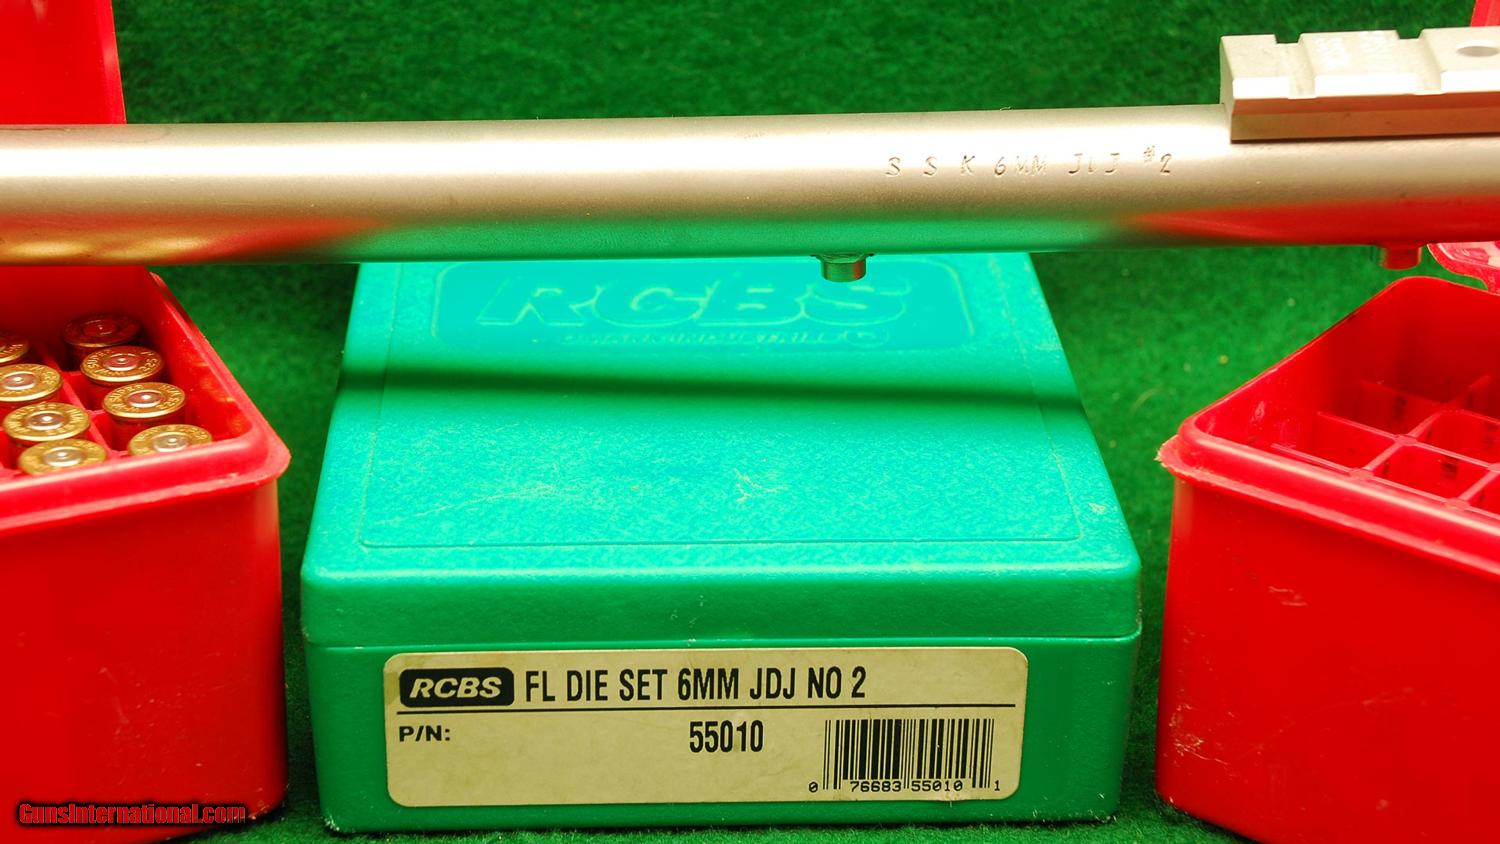 S S K 6MM JDJ #2
RCBS
RCBS FL DIE SET 6MM JDJ NO 2
P/N: 55010
0 76683 55010 1
GunsInternational.com